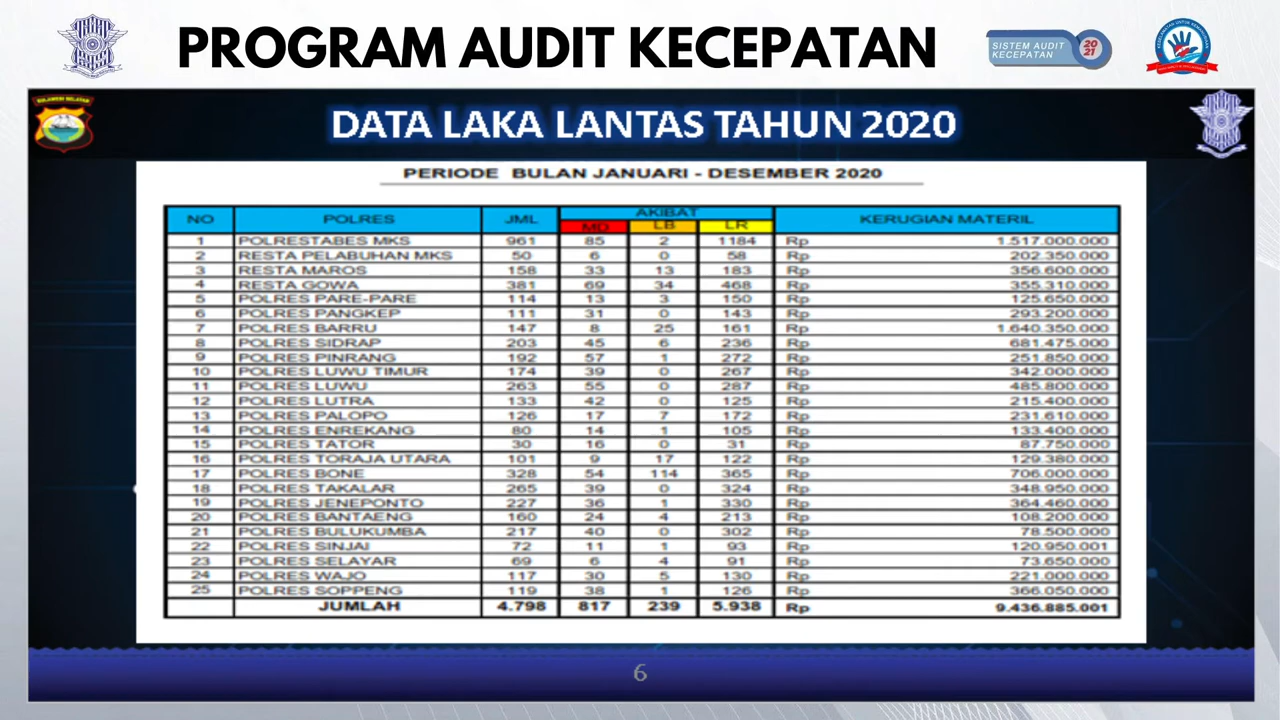 PROGRAM AUDIT KECEPATAN
SISTEM AUDIT KECEPATAN 20 21
SULAWESI SELATAN
DATA LAKA LANTAS TAHUN 2020
PERIODE BULAN JANUARI - DESEMBER 2020
NO POLRES JML AKIBAT KERUGIAN MATERIL
MD LB LR
1 POLRESTABES MKS 961 85 2 1184 Rp 1.517.000.000
2 RESTA PELABUHAN MKS 50 6 0 58 Rp 202.350.000
3 RESTA MAROS 158 33 13 183 Rp 356.600.000
4 RESTA GOWA 381 69 34 468 Rp 355.310.000
5 POLRES PARE-PARE 114 13 3 150 Rp 125.650.000
6 POLRES PANGKEP 111 31 0 143 Rp 293.200.000
7 POLRES BARRU 147 8 25 161 Rp 1.640.350.000
8 POLRES SIDRAP 203 45 6 236 Rp 681.475.000
9 POLRES PINRANG 192 57 1 272 Rp 251.850.000
10 POLRES LUWU TIMUR 174 39 0 267 Rp 342.000.000
11 POLRES LUWU 263 55 0 287 Rp 485.800.000
12 POLRES LUTRA 133 42 0 125 Rp 215.400.000
13 POLRES PALOPO 126 17 7 172 Rp 231.610.000
14 POLRES ENREKANG 80 14 1 105 Rp 133.400.000
15 POLRES TATOR 30 16 0 31 Rp 87.750.000
16 POLRES TORAJA UTARA 101 9 17 122 Rp 129.380.000
17 POLRES BONE 328 54 114 365 Rp 706.000.000
18 POLRES TAKALAR 265 39 0 324 Rp 348.950.000
19 POLRES JENEPONTO 227 36 1 330 Rp 364.460.000
20 POLRES BANTAENG 160 24 4 213 Rp 108.200.000
21 POLRES BULUKUMBA 217 40 0 302 Rp 78.500.000
22 POLRES SINJAI 72 11 1 93 Rp 120.950.001
23 POLRES SELAYAR 69 6 4 91 Rp 73.650.000
24 POLRES WAJO 117 30 5 130 Rp 221.000.000
25 POLRES SOPPENG 119 38 1 126 Rp 366.050.000
JUMLAH 4.798 817 239 5.938 Rp 9.436.885.001
6